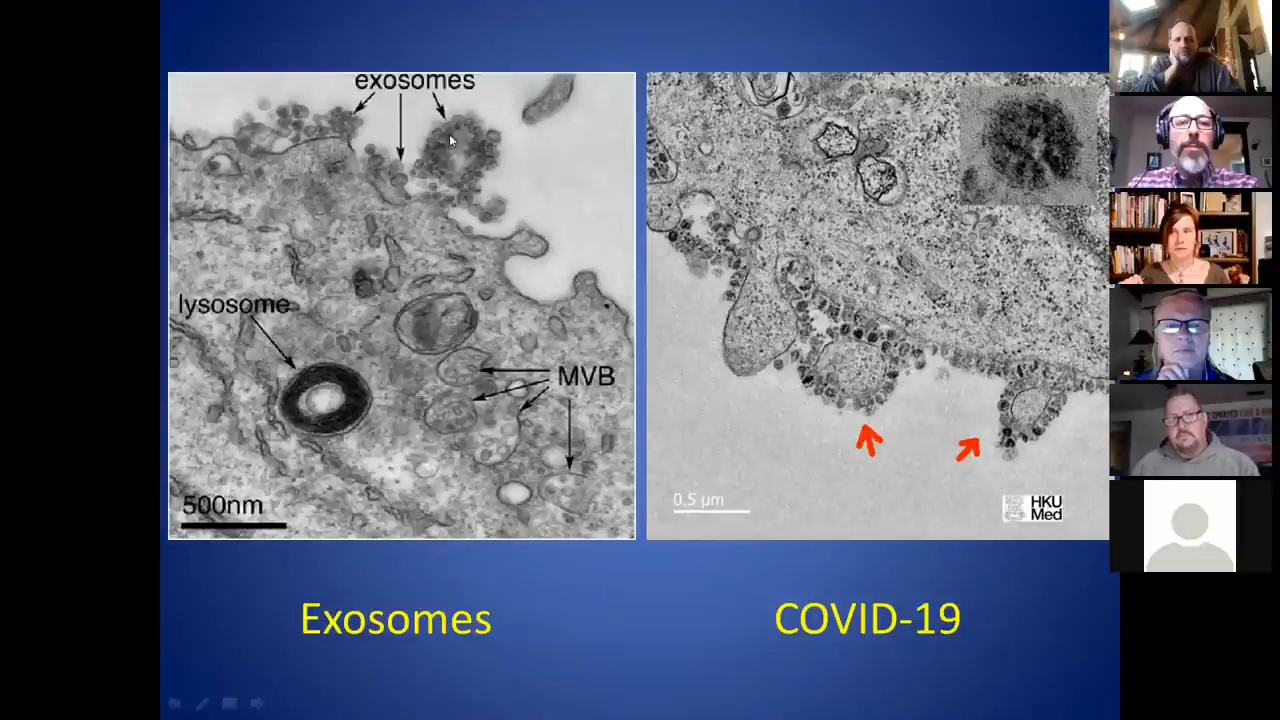 exosomes
lysosome
MVB
500nm
0.5 µm
HKU
Med
Exosomes
COVID-19